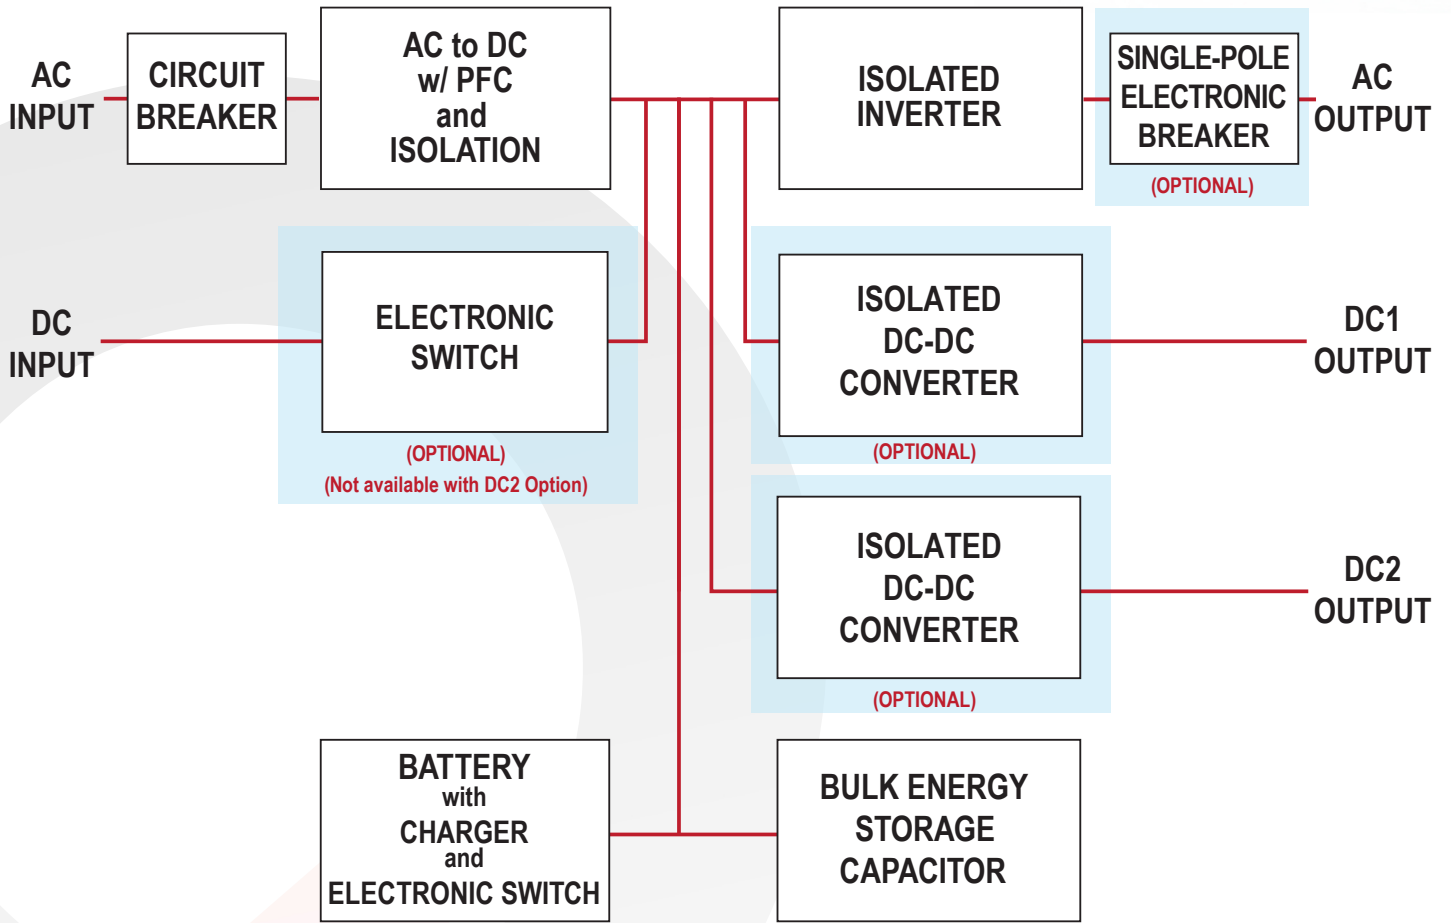 AC
INPUT
CIRCUIT
BREAKER
AC to DC
w/ PFC
and
ISOLATION
ISOLATED
INVERTER
SINGLE-POLE
ELECTRONIC
BREAKER
(OPTIONAL)
AC
OUTPUT
DC
INPUT
ELECTRONIC
SWITCH
(OPTIONAL)
(Not available with DC2 Option)
ISOLATED
DC-DC
CONVERTER
(OPTIONAL)
DC1
OUTPUT
ISOLATED
DC-DC
CONVERTER
(OPTIONAL)
DC2
OUTPUT
BATTERY
with
CHARGER
and
ELECTRONIC SWITCH
BULK ENERGY
STORAGE
CAPACITOR